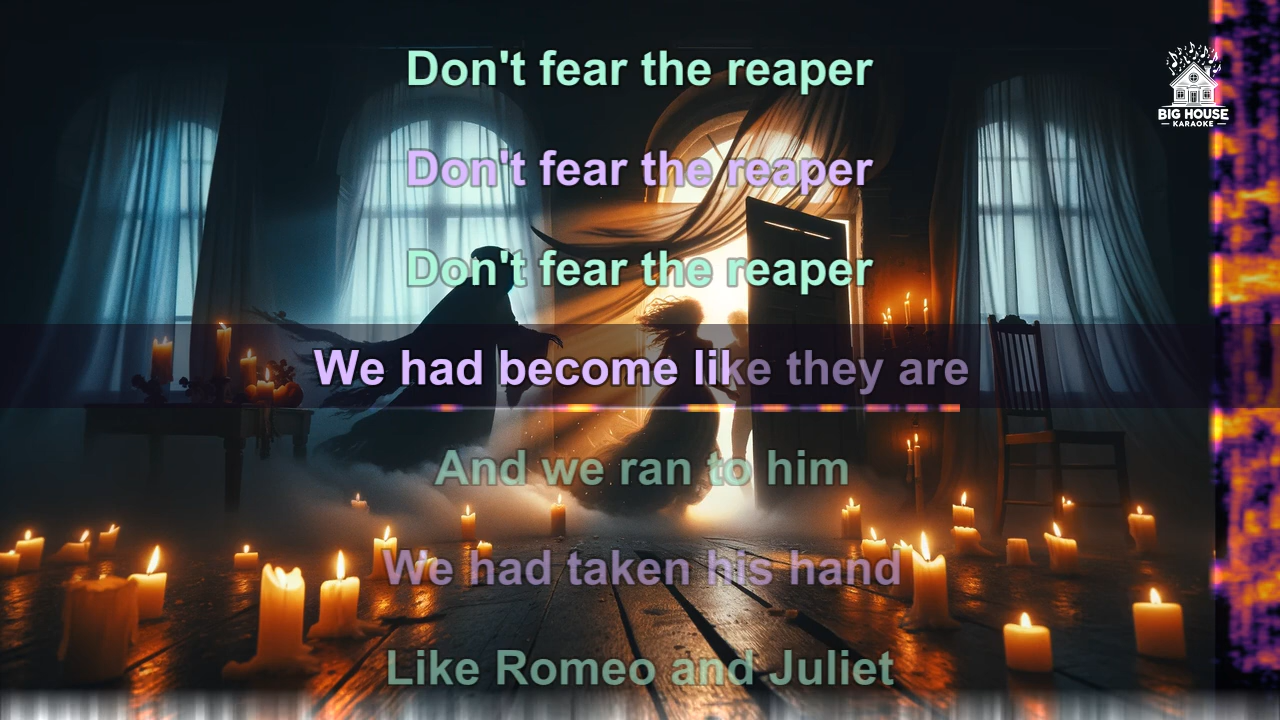 Don't fear the reaper
BIG HOUSE
KARAOKE
Don't fear the reaper
Don't fear the reaper
We had become like they are
And we ran to him
We had taken his hand
Like Romeo and Juliet